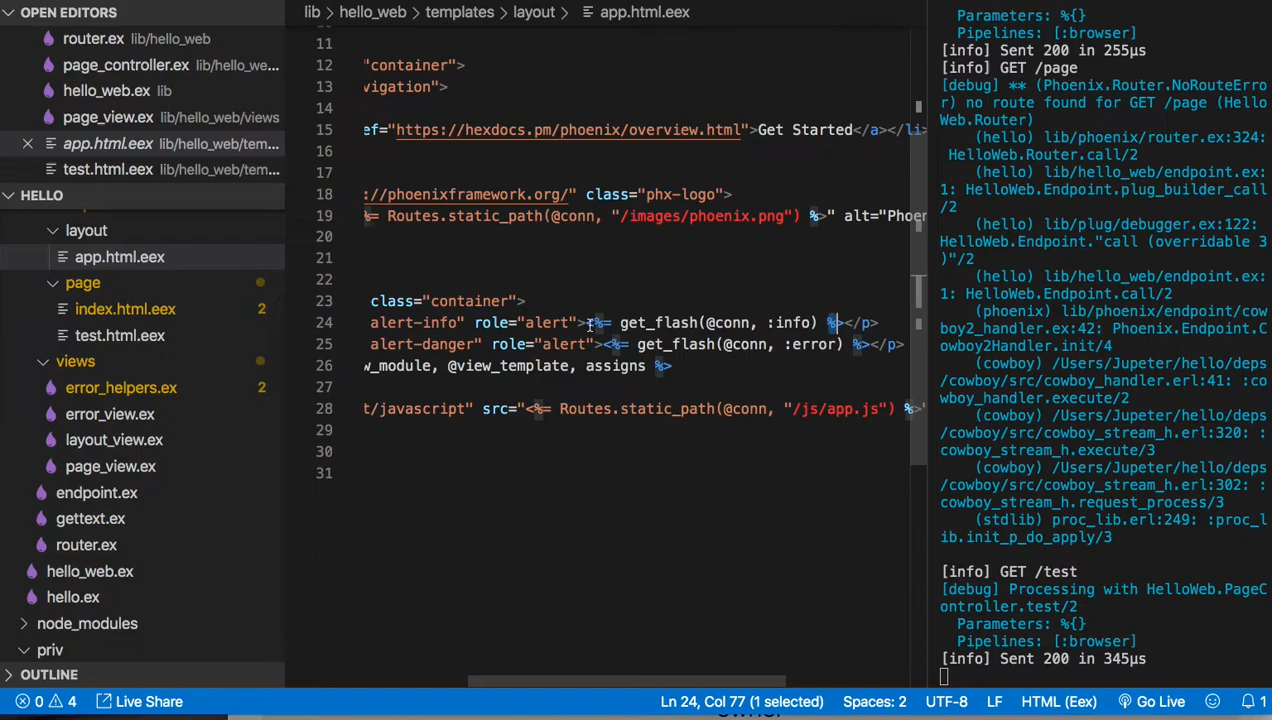 OPEN EDITORS
router.ex lib/hello_web
page_controller.ex lib/hello_we...
hello_web.ex lib
page_view.ex lib/hello_web/views
app.html.eex lib/hello_web/tem...
test.html.eex lib/hello_web/tem...
HELLO
layout
app.html.eex
page
index.html.eex 2
test.html.eex
views
error_helpers.ex 2
error_view.ex
layout_view.ex
page_view.ex
endpoint.ex
gettext.ex
router.ex
hello_web.ex
hello.ex
node_modules
priv
OUTLINE
lib > hello_web > templates > layout > app.html.eex
11
12 "container">
13 vigation">
14
15 ef="https://hexdocs.pm/phoenix/overview.html">Get Started</a></li>
16
17
18 ://phoenixframework.org/" class="phx-logo">
19 %= Routes.static_path(@conn, "/images/phoenix.png") %>" alt="Phoe
20
21
22
23 class="container">
24 alert-info" role="alert"><%= get_flash(@conn, :info) %></p>
25 alert-danger" role="alert"><%= get_flash(@conn, :error) %></p>
26 w_module, @view_template, assigns %>
27
28 t/javascript" src="<%= Routes.static_path(@conn, "/js/app.js") %>"
29
30
31
Parameters: %{}
Pipelines: [:browser]
[info] Sent 200 in 255µs
[info] GET /page
[debug] ** (Phoenix.Router.NoRouteErro
r) no route found for GET /page (Hello
Web.Router)
(hello) lib/phoenix/router.ex:324:
HelloWeb.Router.call/2
(hello) lib/hello_web/endpoint.ex:
1: HelloWeb.Endpoint.plug_builder_call
/2
(hello) lib/plug/debugger.ex:122:
HelloWeb.Endpoint."call (overridable 3
)"/2
(hello) lib/hello_web/endpoint.ex:
1: HelloWeb.Endpoint.call/2
(phoenix) lib/phoenix/endpoint/cow
boy2_handler.ex:42: Phoenix.Endpoint.C
owboy2Handler.init/4
(cowboy) /Users/Jupeter/hello/deps
/cowboy/src/cowboy_handler.erl:41: :co
wboy_handler.execute/2
(cowboy) /Users/Jupeter/hello/deps
/cowboy/src/cowboy_stream_h.erl:320: :
cowboy_stream_h.execute/3
(cowboy) /Users/Jupeter/hello/deps
/cowboy/src/cowboy_stream_h.erl:302: :
cowboy_stream_h.request_process/3
(stdlib) proc_lib.erl:249: :proc_l
ib.init_p_do_apply/3
[info] GET /test
[debug] Processing with HelloWeb.PageC
ontroller.test/2
Parameters: %{}
Pipelines: [:browser]
[info] Sent 200 in 345µs
0 4 Live Share Ln 24, Col 77 (1 selected) Spaces: 2 UTF-8 LF HTML (Eex) Go Live 1